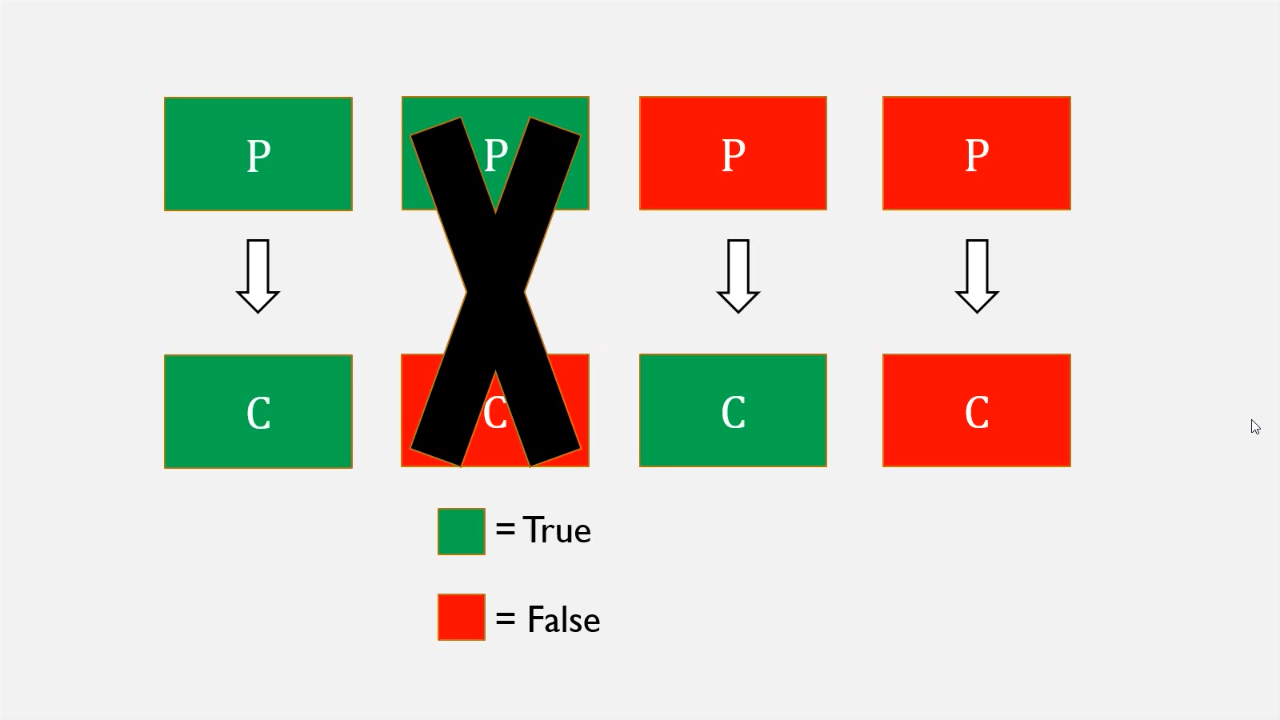 P P P P
C C C C
= True
= False